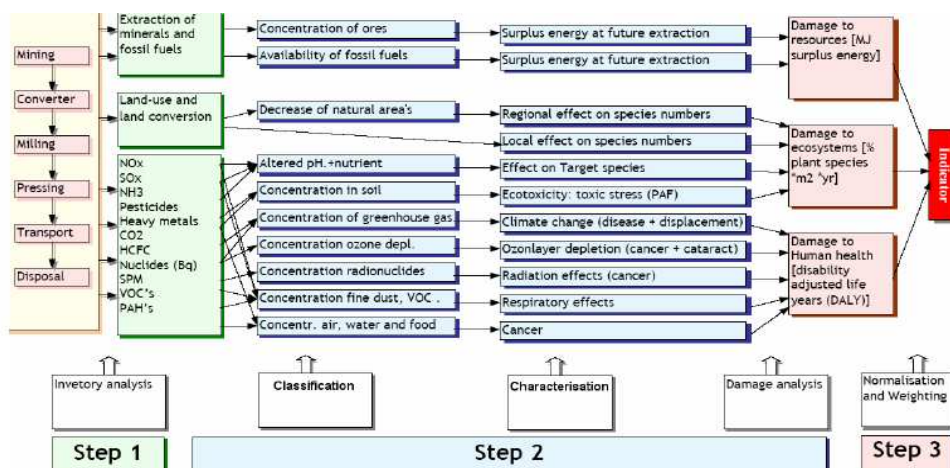 Extraction of
minerals and
fossil fuels
Concentration of ores
Surplus energy at future extraction
Damage to
resources [MJ
surplus energy]
Mining
Availability of fossil fuels
Surplus energy at future extraction
Converter
Land-use and
land conversion
Decrease of natural area's
Regional effect on species numbers
Milling
Local effect on species numbers
Damage to
ecosystems [%
plant species
*m2 *yr]
Indicator
NOx
SOx
NH3
Pesticides
Heavy metals
CO2
HCFC
Nuclides (Bq)
SPM
VOC's
PAH's
Altered pH.+nutrient
Effect on Target species
Pressing
Concentration in soil
Ecotoxicity: toxic stress (PAF)
Transport
Concentration of greenhouse gas
Climate change (disease + displacement)
Concentration ozone depl.
Ozonlayer depletion (cancer + cataract)
Damage to
Human health
[disability
adjusted life
years (DALY)]
Disposal
Concentration radionuclides
Radiation effects (cancer)
Concentration fine dust, VOC .
Respiratory effects
Concentr. air, water and food
Cancer
Invetory analysis
Classification
Characterisation
Damage analysis
Normalisation
and Weighting
Step 1
Step 2
Step 3